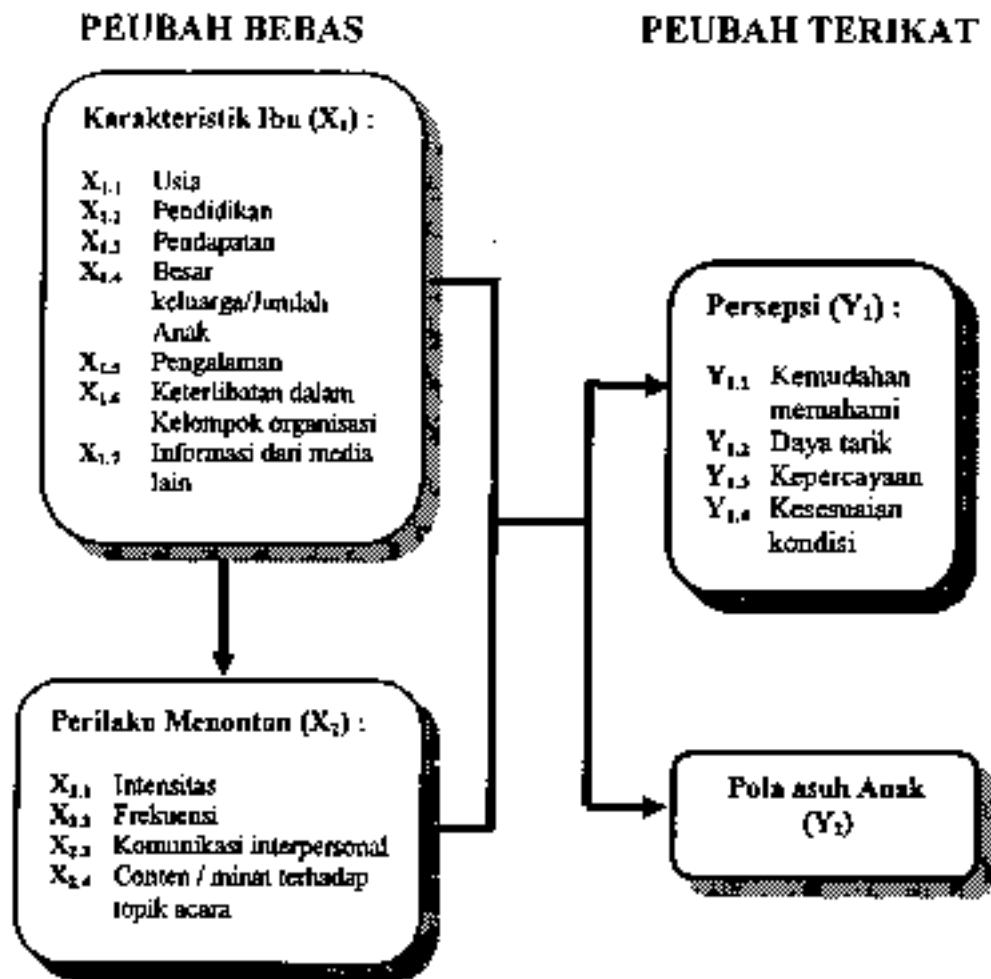 PEUBAH BEBAS
PEUBAH TERIKAT
Karakteristik Ibu (X₁) :
X₁.₁ Usia
X₁.₂ Pendidikan
X₁.₃ Pendapatan
X₁.₄ Besar
keluarga/Jumlah
Anak
X₁.₅ Pengalaman
X₁.₆ Keterlibatan dalam
Kelompok organisasi
X₁.₇ Informasi dari media
lain
Perilaku Menonton (X₂) :
X₂.₁ Intensitas
X₂.₂ Frekuensi
X₂.₃ Komunikasi interpersonal
X₂.₄ Conten / minat terhadap
topik acara
Persepsi (Y₁) :
Y₁.₁ Kemudahan
memahami
Y₁.₂ Daya tarik
Y₁.₃ Kepercayaan
Y₁.₄ Kesesuaian
kondisi
Pola asuh Anak
(Y₂)